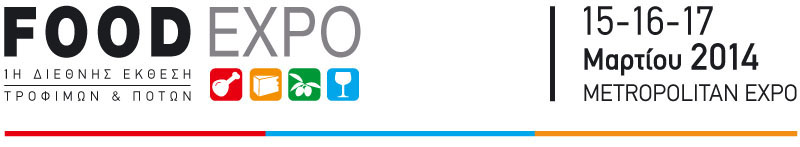 FOOD EXPO
1Η ΔΙΕΘΝΗΣ ΕΚΘΕΣΗ
ΤΡΟΦΙΜΩΝ & ΠΟΤΩΝ
15-16-17
Μαρτίου 2014
METROPOLITAN EXPO